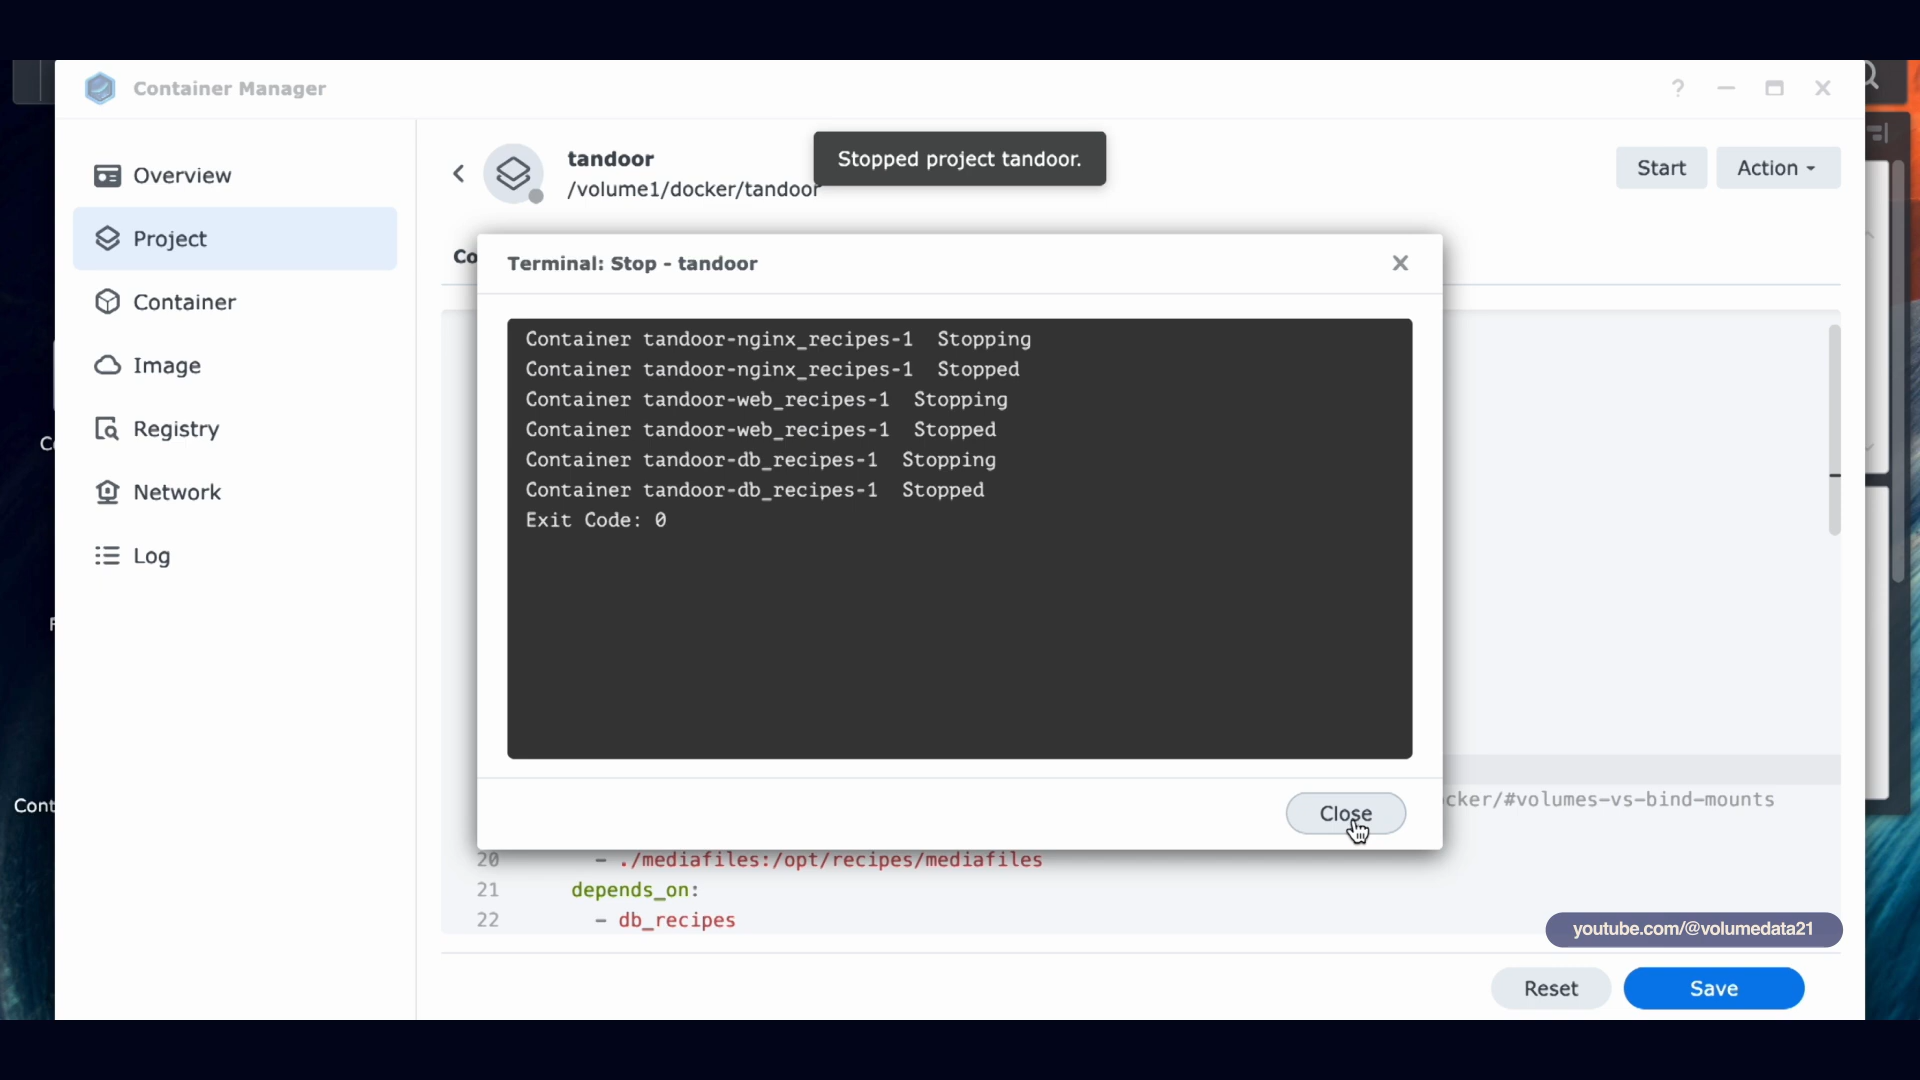 Container Manager
?
Overview
Project
Container
Image
Registry
Network
Log
tandoor
/volume1/docker/tandoor
Stopped project tandoor.
Start
Action
Co
Terminal: Stop - tandoor
Container tandoor-nginx_recipes-1  Stopping
Container tandoor-nginx_recipes-1  Stopped
Container tandoor-web_recipes-1  Stopping
Container tandoor-web_recipes-1  Stopped
Container tandoor-db_recipes-1  Stopping
Container tandoor-db_recipes-1  Stopped
Exit Code: 0
Close
cker/#volumes-vs-bind-mounts
20 - ./mediafiles:/opt/recipes/mediafiles
21 depends_on:
22 - db_recipes
youtube.com/@volumedata21
Reset
Save
Cont